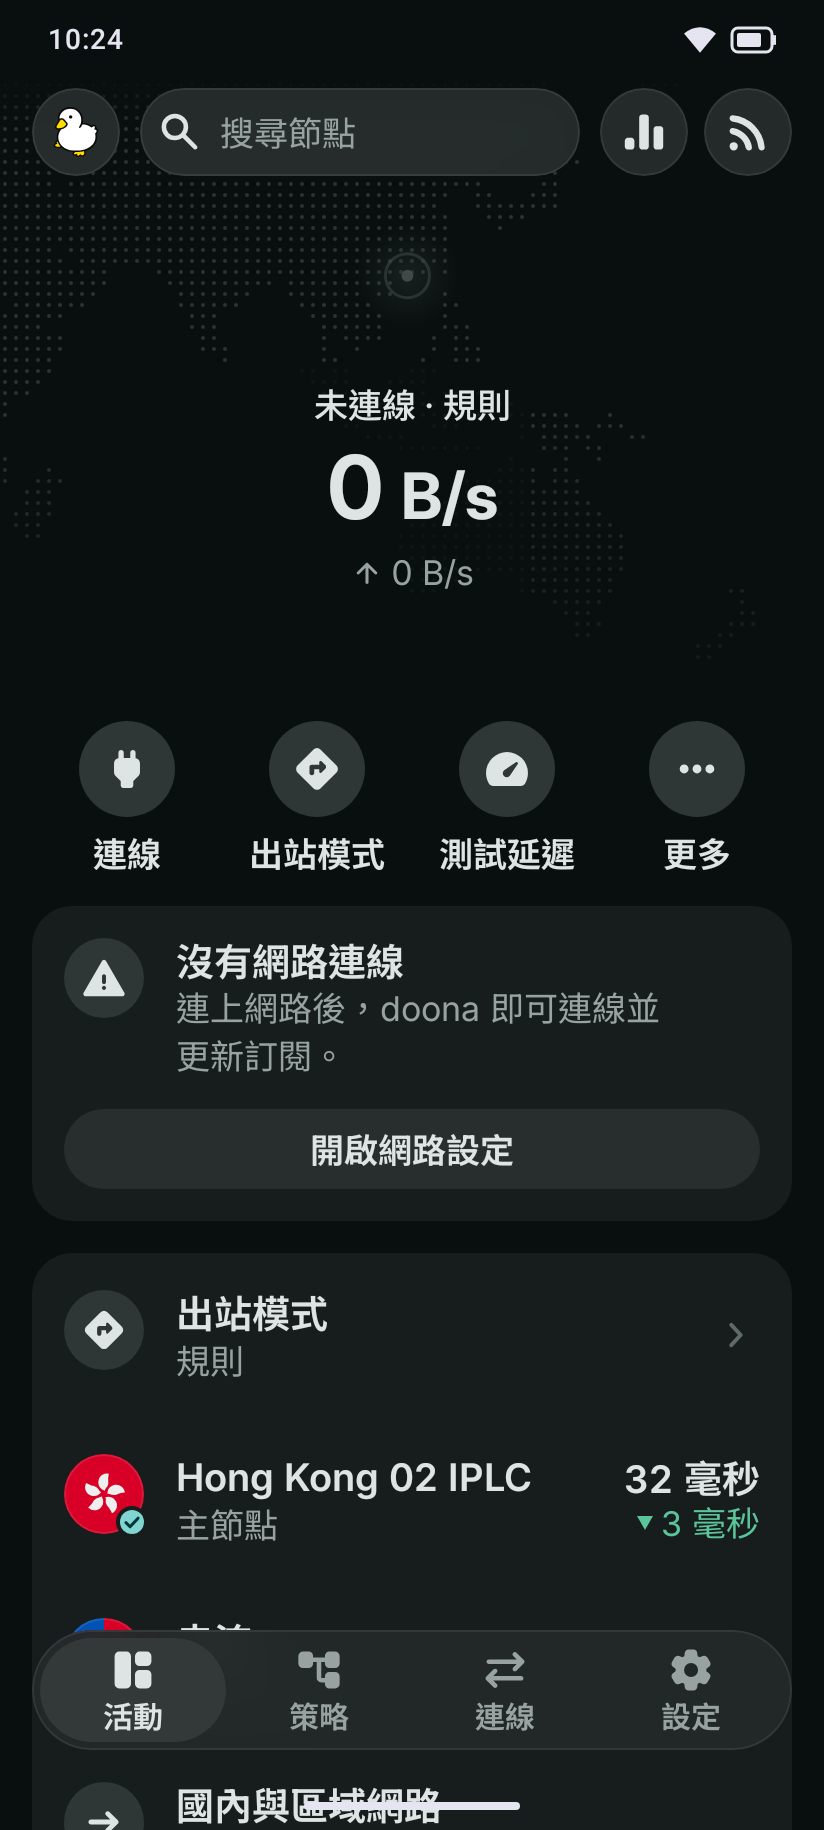 10:24
搜尋節點
未連線 · 規則
0 B/s
↑ 0 B/s
連線
出站模式
測試延遲
更多
沒有網路連線
連上網路後，doona 即可連線並
更新訂閱。
開啟網路設定
出站模式
規則
Hong Kong 02 IPLC
32 毫秒
主節點
▼3 毫秒
活動
策略
連線
設定
國內與區域網路